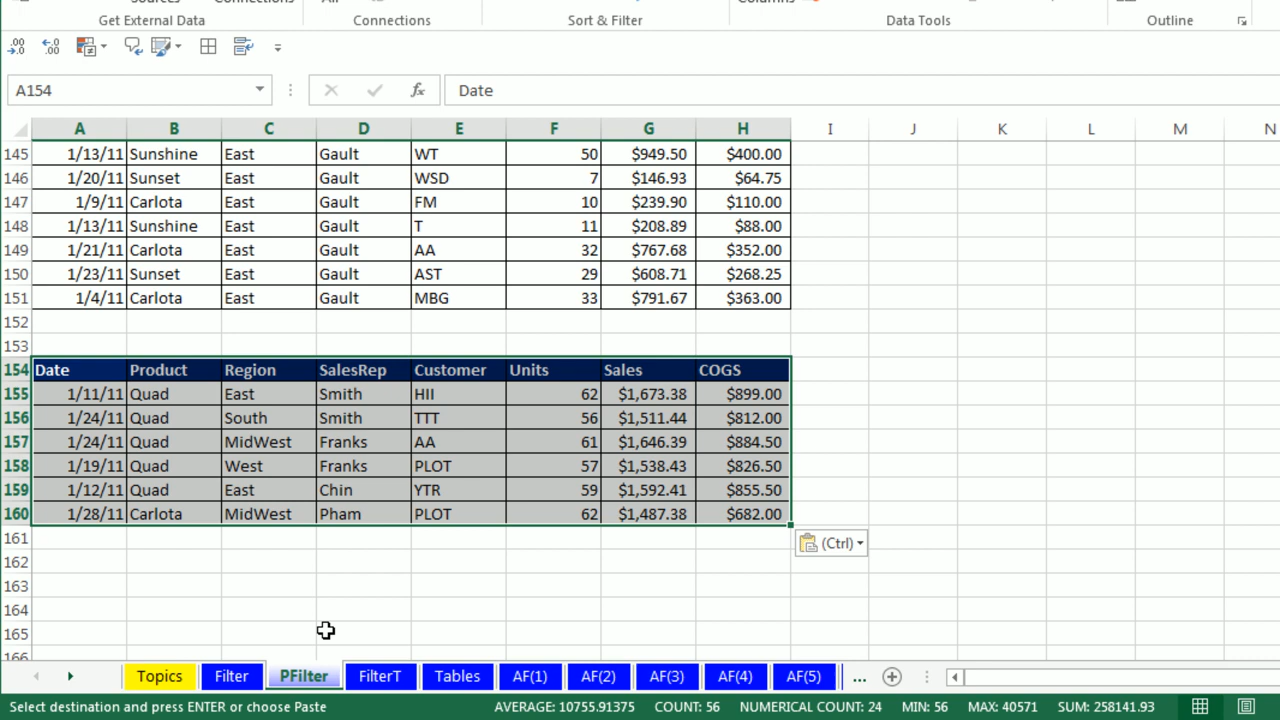 Sources Connections All Columns
Get External Data Connections Sort & Filter Data Tools Outline
A154 fx Date
A B C D E F G H I J K L M N
145 1/13/11 Sunshine East Gault WT 50 $949.50 $400.00
146 1/20/11 Sunset East Gault WSD 7 $146.93 $64.75
147 1/9/11 Carlota East Gault FM 10 $239.90 $110.00
148 1/13/11 Sunshine East Gault T 11 $208.89 $88.00
149 1/21/11 Carlota East Gault AA 32 $767.68 $352.00
150 1/23/11 Sunset East Gault AST 29 $608.71 $268.25
151 1/4/11 Carlota East Gault MBG 33 $791.67 $363.00
152
153
154 Date Product Region SalesRep Customer Units Sales COGS
155 1/11/11 Quad East Smith HII 62 $1,673.38 $899.00
156 1/24/11 Quad South Smith TTT 56 $1,511.44 $812.00
157 1/24/11 Quad MidWest Franks AA 61 $1,646.39 $884.50
158 1/19/11 Quad West Franks PLOT 57 $1,538.43 $826.50
159 1/12/11 Quad East Chin YTR 59 $1,592.41 $855.50
160 1/28/11 Carlota MidWest Pham PLOT 62 $1,487.38 $682.00
161 (Ctrl)
162
163
164
165
166
Topics Filter PFilter FilterT Tables AF(1) AF(2) AF(3) AF(4) AF(5) ...
Select destination and press ENTER or choose Paste AVERAGE: 10755.91375 COUNT: 56 NUMERICAL COUNT: 24 MIN: 56 MAX: 40571 SUM: 258141.93